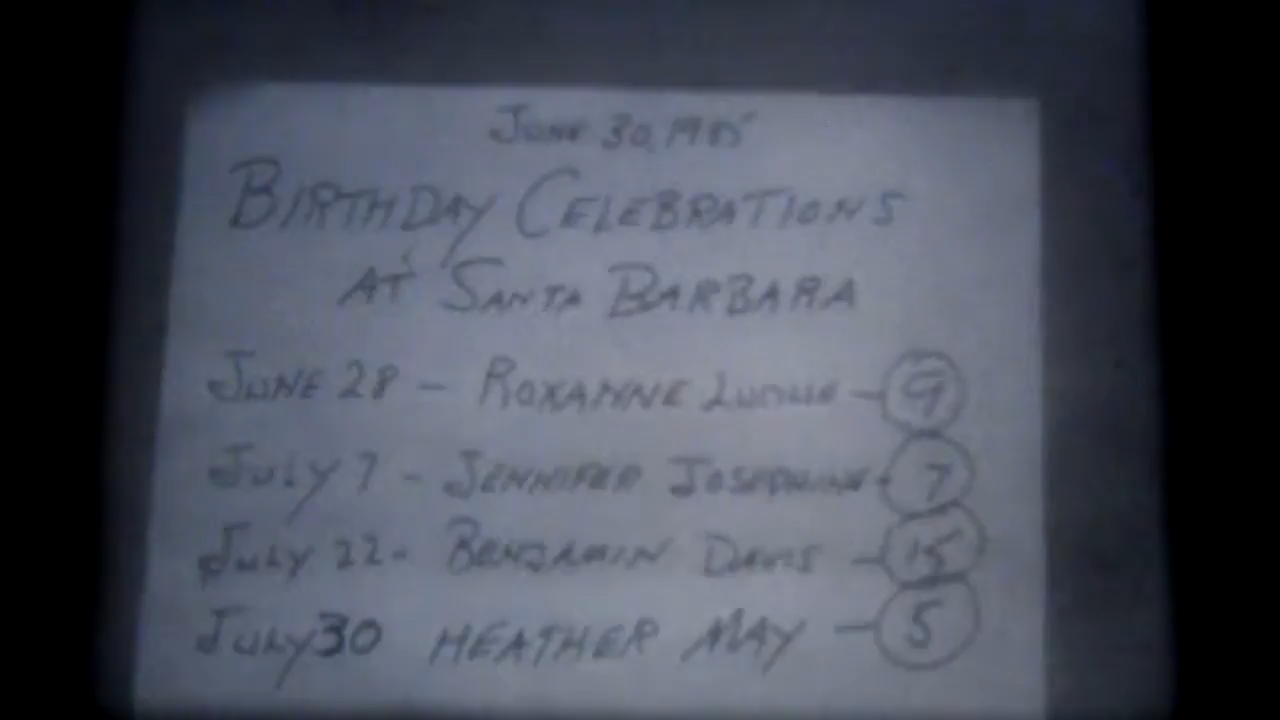 June 30, 1985
Birthday Celebrations
at Santa Barbara
June 28 - Roxanne - 9
July 7 - Jennifer Josephine - 7
July 22 - Benjamin Davis - 15
July 30 Heather May - 5